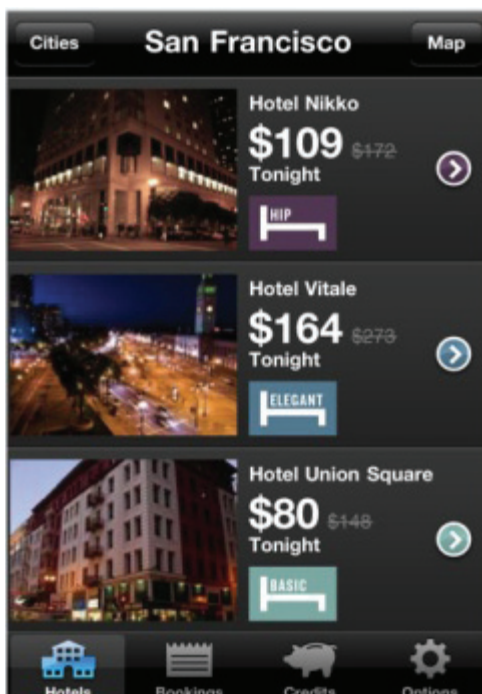 Cities
San Francisco
Map
Hotel Nikko
$109 $172
Tonight
HIP
Hotel Vitale
$164 $273
Tonight
ELEGANT
Hotel Union Square
$80 $148
Tonight
BASIC
Hotels
Bookings
Credits
Options